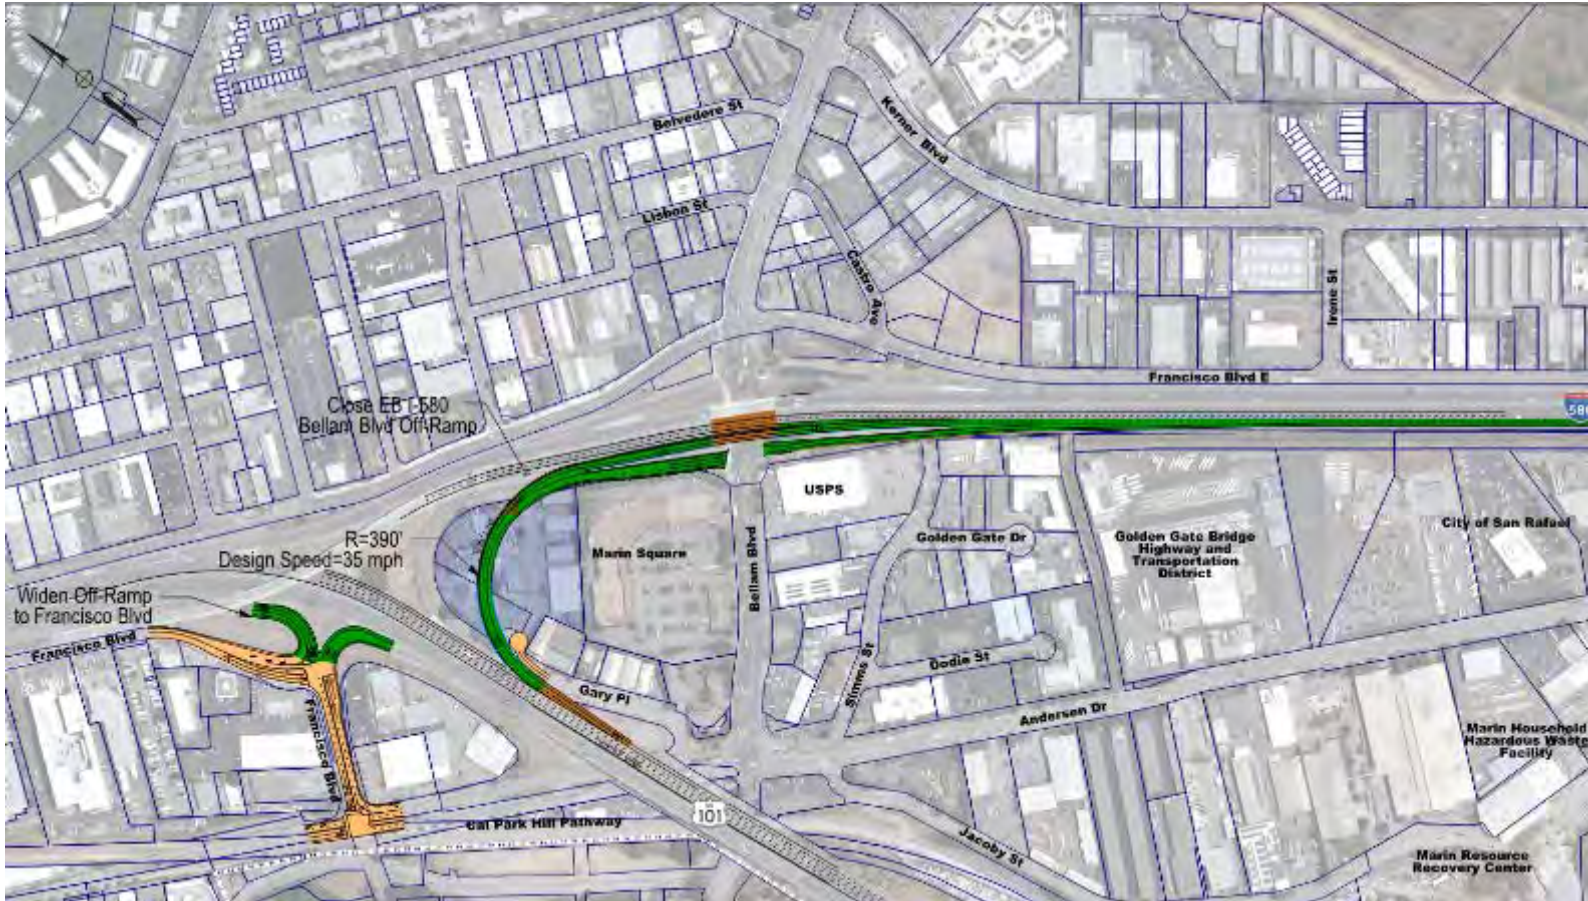 Belvedere St
Kerner Blvd
Lisbon St
Castro Ave
Irene St
Francisco Blvd E
Close EB I-580
Bellam Blvd Off-Ramp
580
USPS
R=390'
Design Speed=35 mph
Marin Square
Bellam Blvd
Golden Gate Dr
Golden Gate Bridge
Highway and
Transportation
District
City of San Rafael
Widen Off-Ramp
to Francisco Blvd
Francisco Blvd
Simms St
Dodie St
Gary Pl
Francisco Blvd
Anderson Dr
Marin Household
Hazardous Waste
Facility
101
Cal Park Hill Pathway
Jacoby St
Marin Resource
Recovery Center